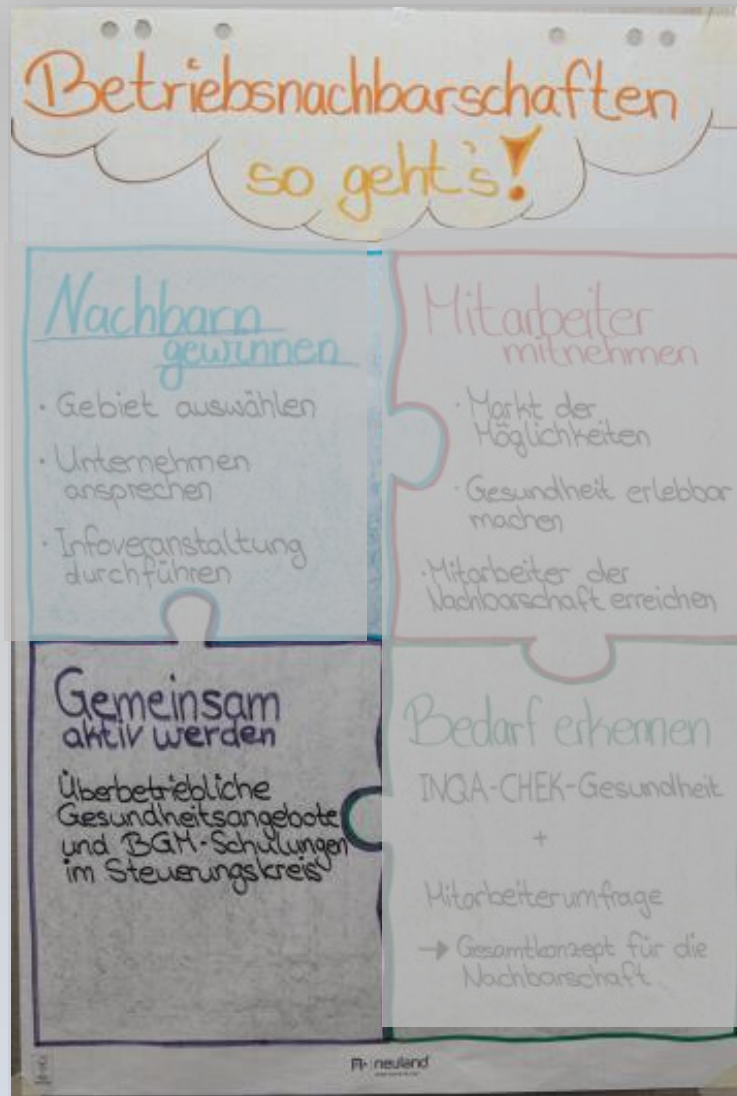 Betriebsnachbarschaften
so geht's!
Nachbarn
gewinnen
· Gebiet auswählen
· Unternehmen
ansprechen
· Infoveranstaltung
durchführen
Mitarbeiter
mitnehmen
· Markt der
Möglichkeiten
· Gesundheit erlebbar
machen
· Mitarbeiter der
Nachbarschaft erreichen
Gemeinsam
aktiv werden
Überbetriebliche
Gesundheitsangebote
und BGM-Schulungen
im Steuerungskreis
Bedarf erkennen
INQA-CHEK-Gesundheit
+
Mitarbeiterumfrage
→ Gesamtkonzept für die
Nachbarschaft
neuland